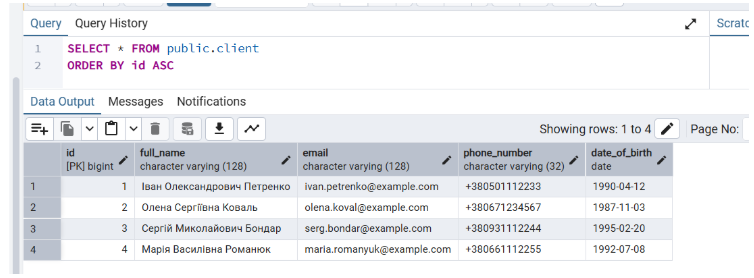 Query Query History Scratc
1 SELECT * FROM public.client
2 ORDER BY id ASC
Data Output Messages Notifications
Showing rows: 1 to 4 Page No:
id full_name email phone_number date_of_birth
[PK] bigint character varying (128) character varying (128) character varying (32) date
1 1 Іван Олександрович Петренко ivan.petrenko@example.com +380501112233 1990-04-12
2 2 Олена Сергіївна Коваль olena.koval@example.com +380671234567 1987-11-03
3 3 Сергій Миколайович Бондар serg.bondar@example.com +380931112244 1995-02-20
4 4 Марія Василівна Романюк maria.romanyuk@example.com +380661112255 1992-07-08